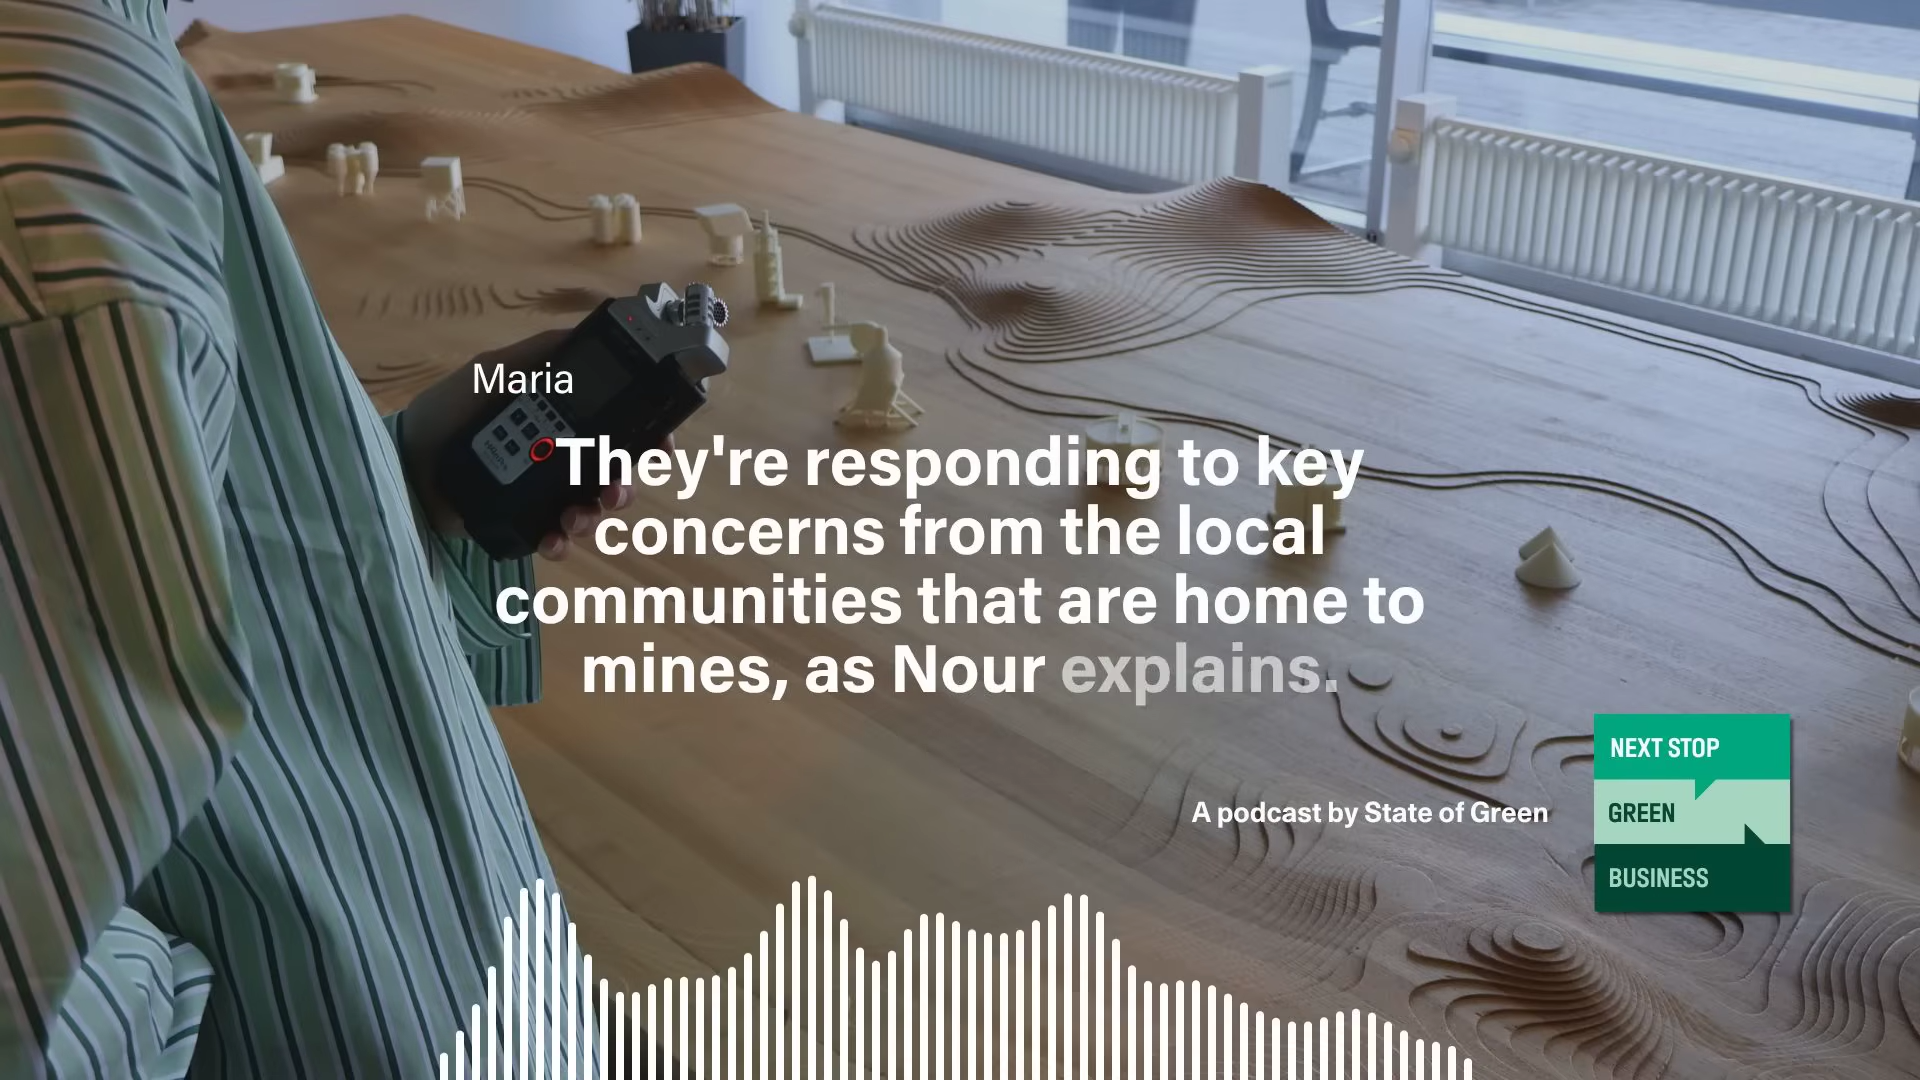 Maria
They're responding to key
concerns from the local
communities that are home to
mines, as Nour explains.
A podcast by State of Green
NEXT STOP
GREEN
BUSINESS